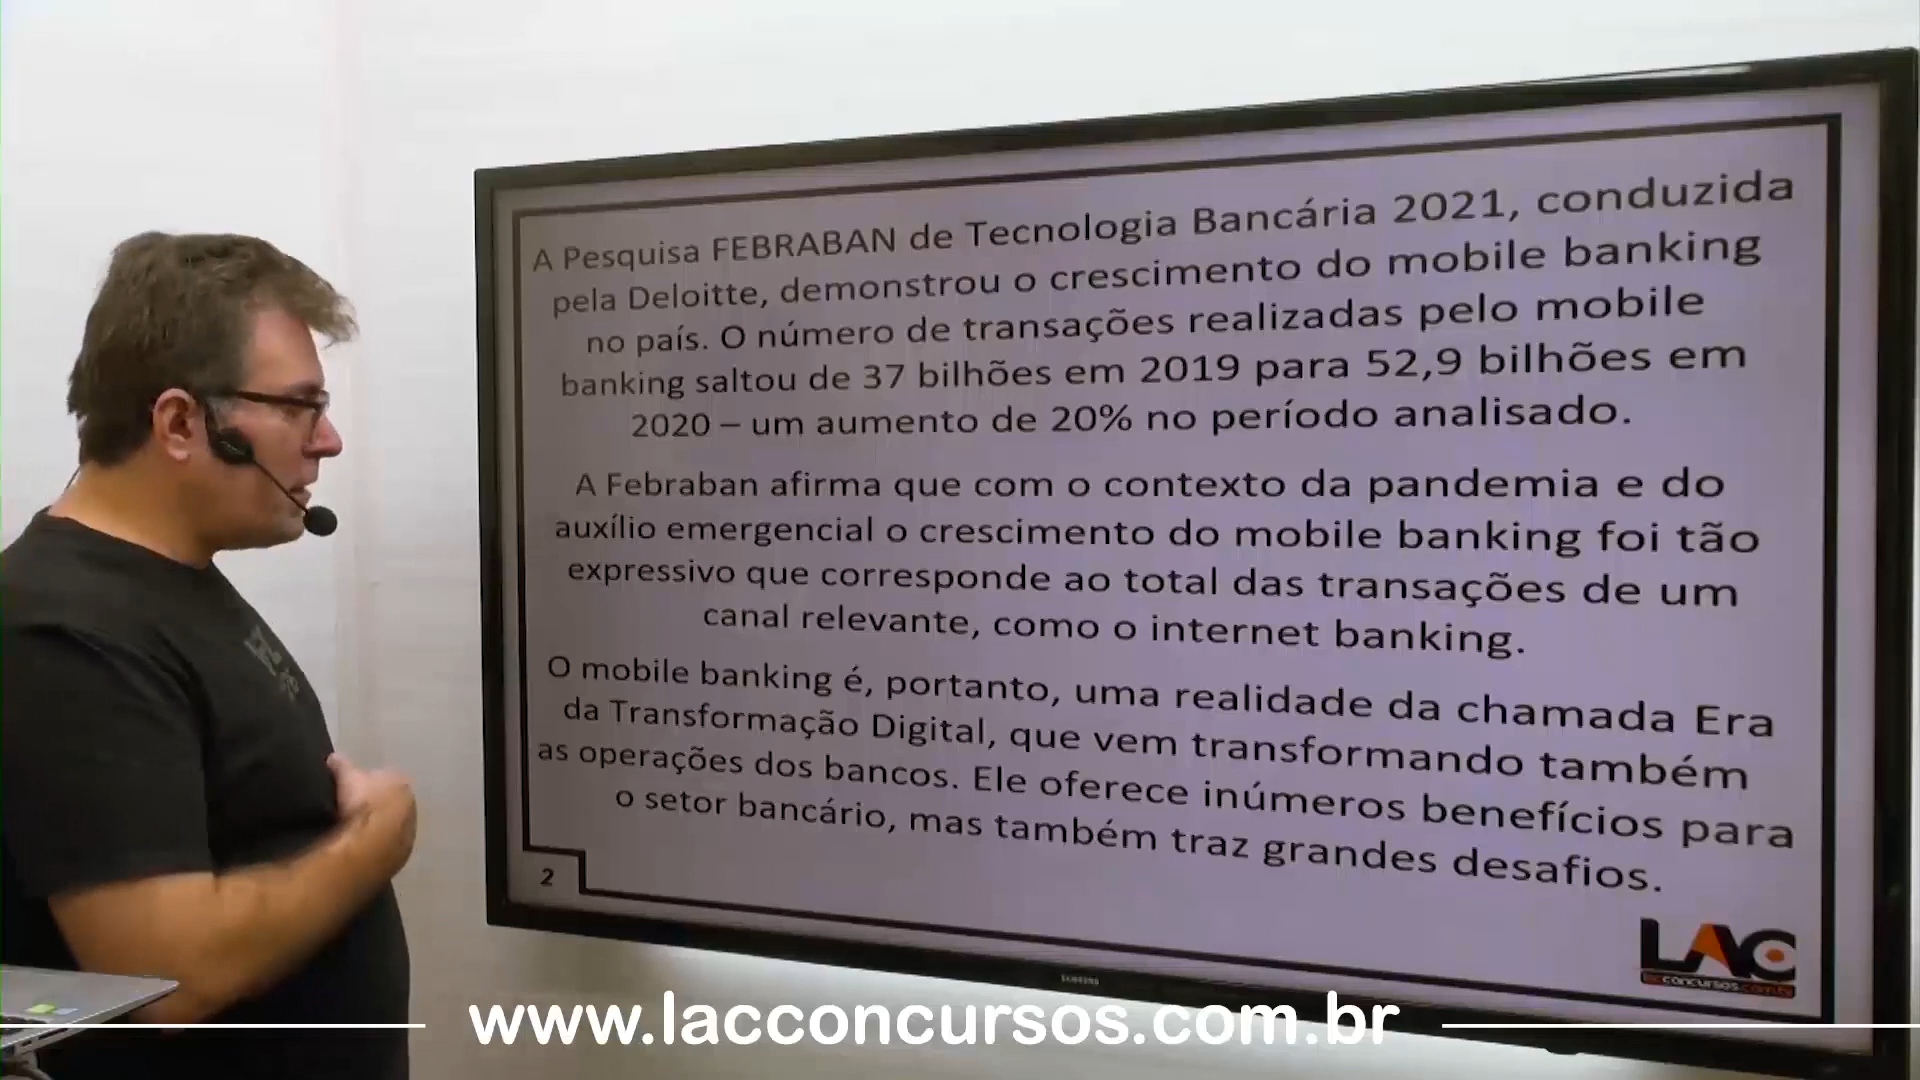 A Pesquisa FEBRABAN de Tecnologia Bancária 2021, conduzida
pela Deloitte, demonstrou o crescimento do mobile banking
no país. O número de transações realizadas pelo mobile
banking saltou de 37 bilhões em 2019 para 52,9 bilhões em
2020 – um aumento de 20% no período analisado.
A Febraban afirma que com o contexto da pandemia e do
auxílio emergencial o crescimento do mobile banking foi tão
expressivo que corresponde ao total das transações de um
canal relevante, como o internet banking.
O mobile banking é, portanto, uma realidade da chamada Era
da Transformação Digital, que vem transformando também
as operações dos bancos. Ele oferece inúmeros benefícios para
o setor bancário, mas também traz grandes desafios.
2
LAC
lacconcursos.com.br
SAMSUNG
www.lacconcursos.com.br